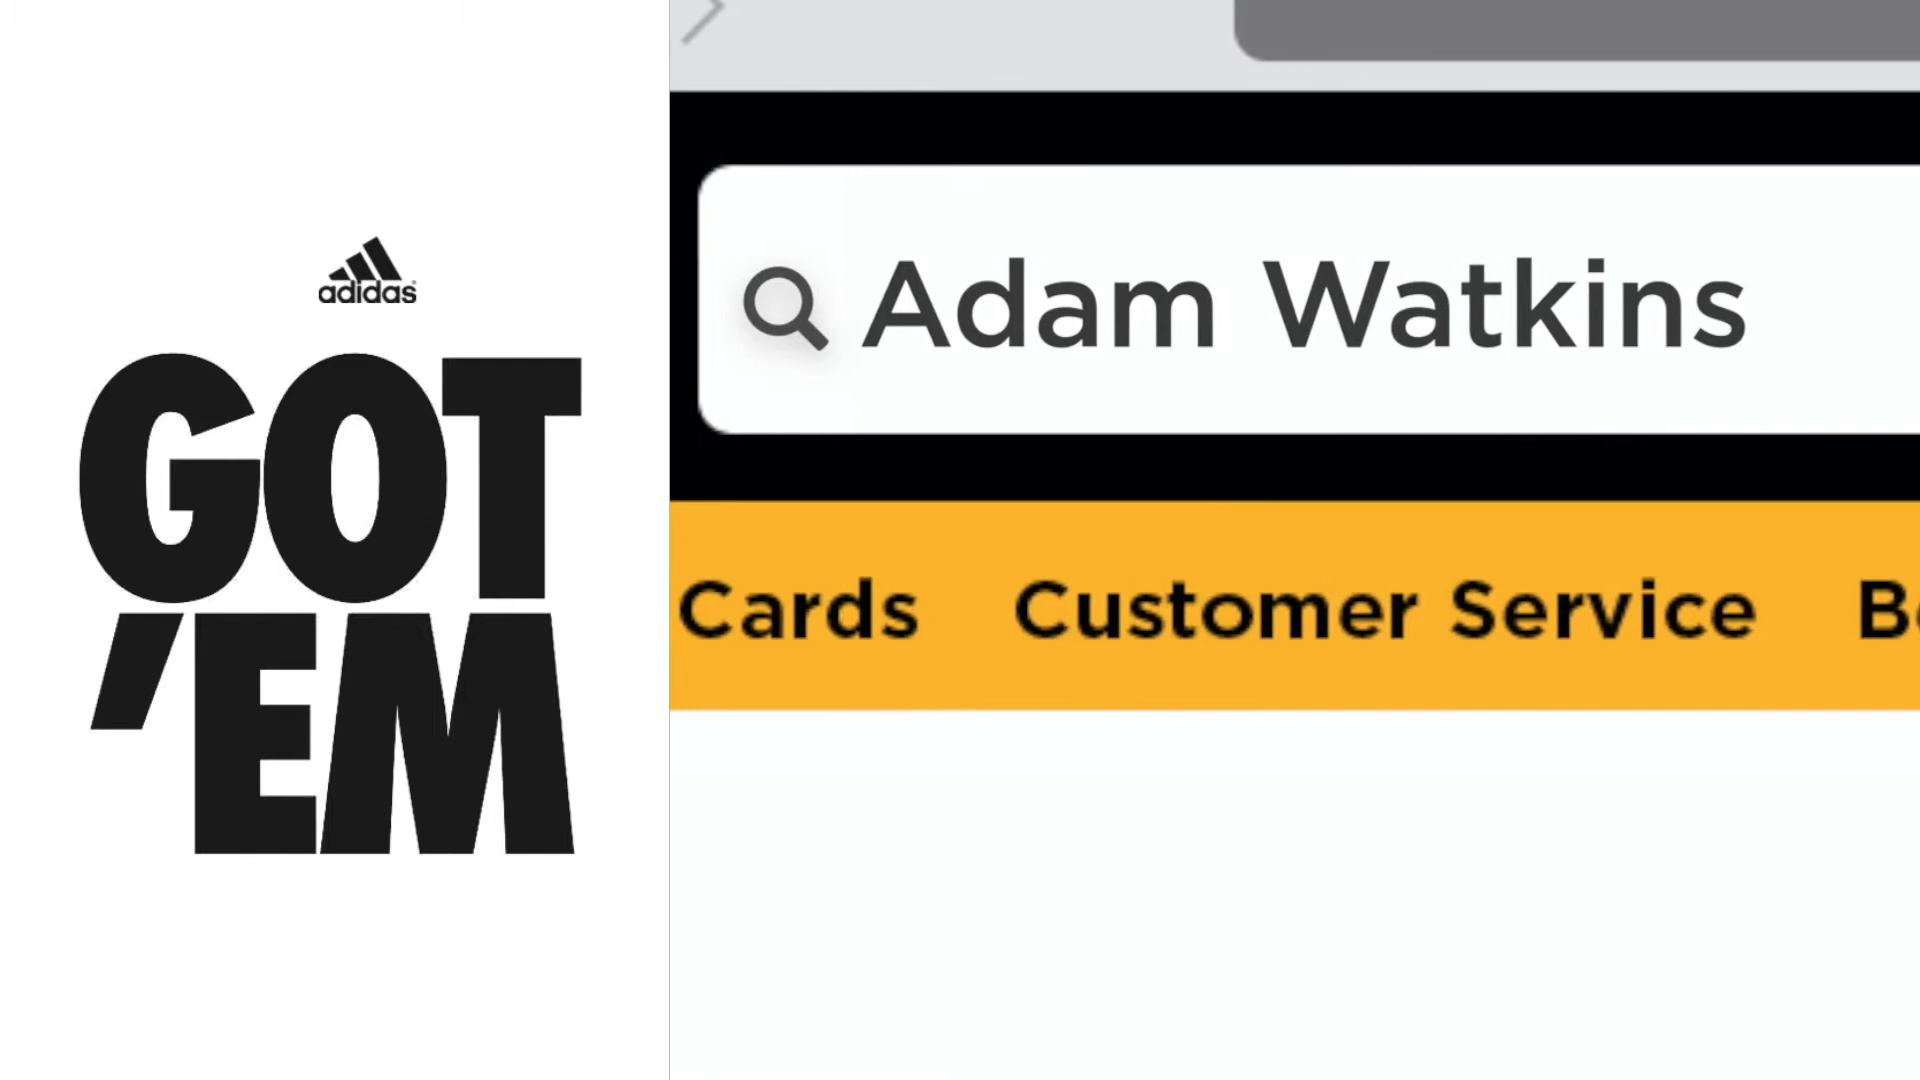 adidas
GOT
'EM
Adam Watkins
Cards Customer Service